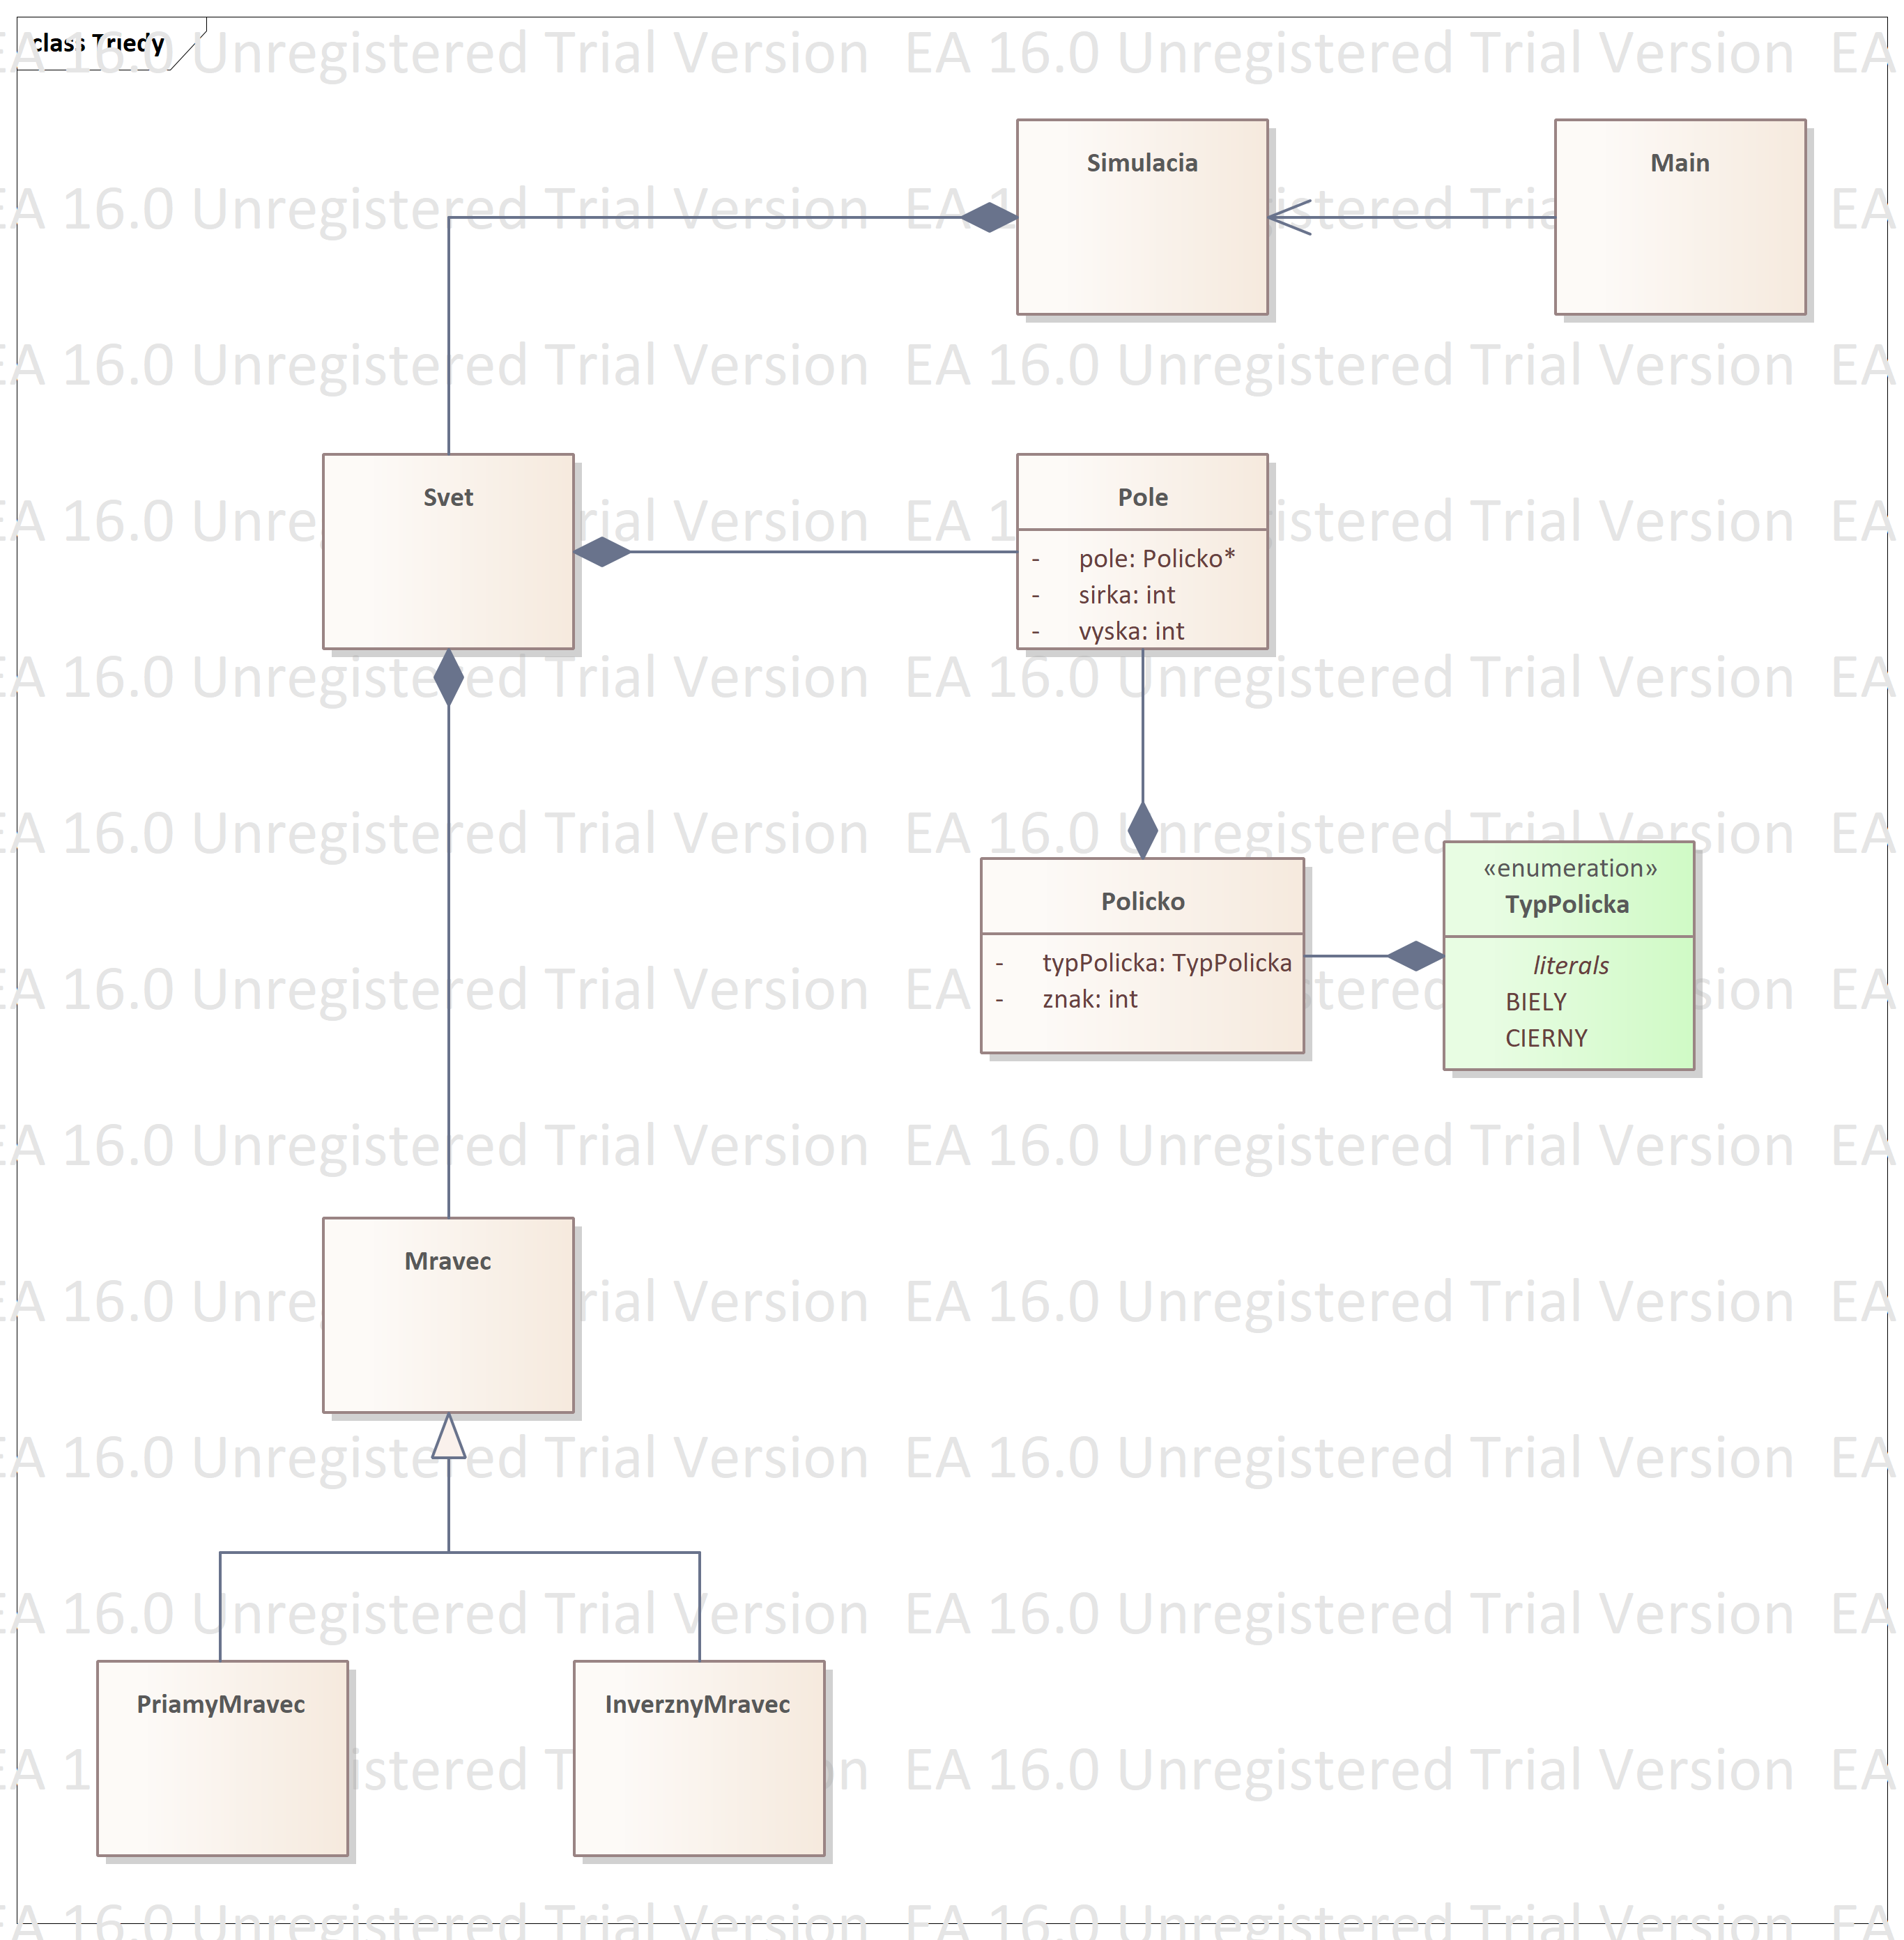 class Triedy
Simulacia
Main
Svet
Pole
- pole: Policko*
- sirka: int
- vyska: int
Policko
- typPolicka: TypPolicka
- znak: int
«enumeration»
TypPolicka
literals
BIELY
CIERNY
Mravec
PriamyMravec
InverznyMravec
EA 16.0 Unregistered Trial Version EA 16.0 Unregistered Trial Version EA